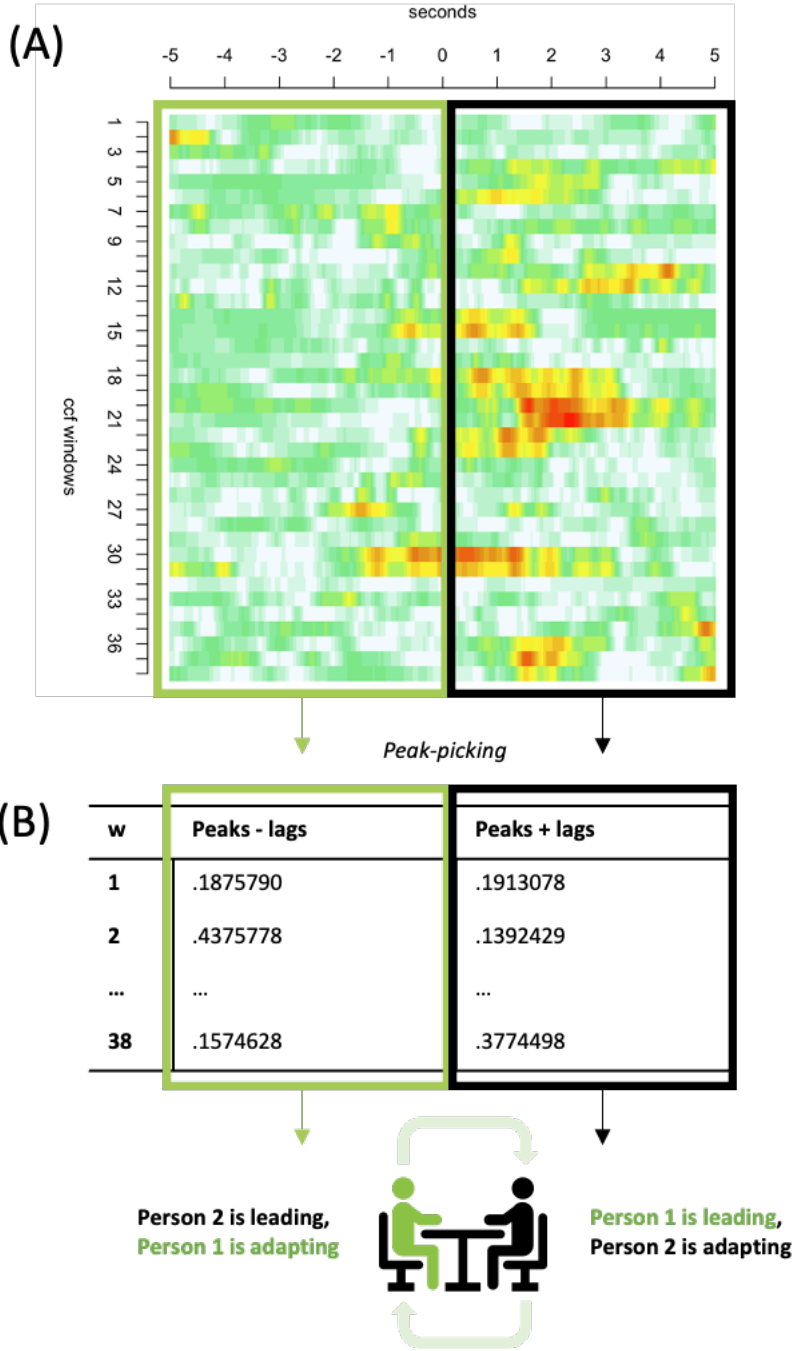 seconds
(A)
-5 -4 -3 -2 -1 0 1 2 3 4 5
1
3
5
7
9
12
15
18
21
24
27
30
33
36
ccf windows
Peak-picking
(B)
w Peaks - lags Peaks + lags
1 .1875790 .1913078
2 .4375778 .1392429
... ... ...
38 .1574628 .3774498
Person 2 is leading,
Person 1 is adapting
Person 1 is leading,
Person 2 is adapting